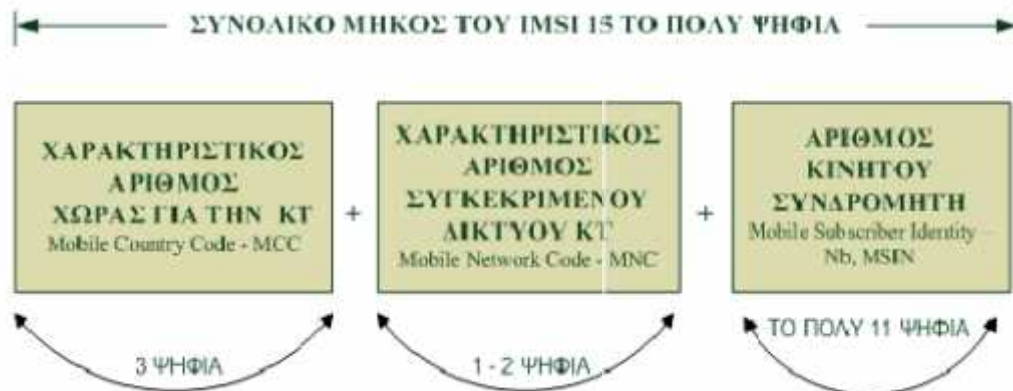 ΣΥΝΟΛΙΚΟ ΜΗΚΟΣ ΤΟΥ IMSI 15 ΤΟ ΠΟΛΥ ΨΗΦΙΑ
ΧΑΡΑΚΤΗΡΙΣΤΙΚΟΣ
ΑΡΙΘΜΟΣ
ΧΩΡΑΣ ΓΙΑ ΤΗΝ ΚΤ
Mobile Country Code - MCC
+
ΧΑΡΑΚΤΗΡΙΣΤΙΚΟΣ
ΑΡΙΘΜΟΣ
ΣΥΓΚΕΚΡΙΜΕΝΟΥ
ΔΙΚΤΥΟΥ ΚΤ
Mobile Network Code - MNC
+
ΑΡΙΘΜΟΣ
ΚΙΝΗΤΟΥ
ΣΥΝΔΡΟΜΗΤΗ
Mobile Subscriber Identity –
Nb, MSIN
3 ΨΗΦΙΑ
1 - 2 ΨΗΦΙΑ
ΤΟ ΠΟΛΥ 11 ΨΗΦΙΑ